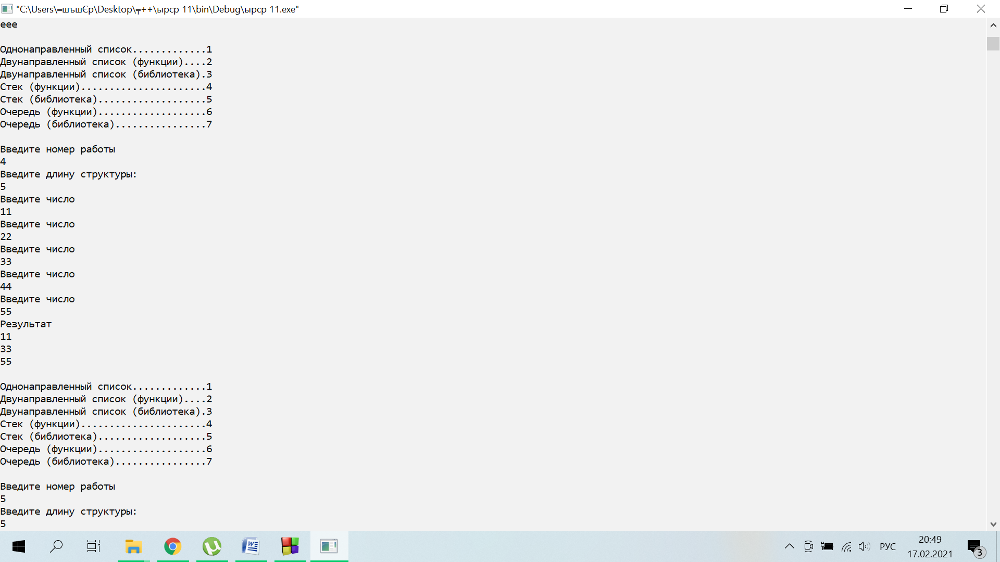 "C:\Users\═шъшЄр\Desktop\╤++\ырср 11\bin\Debug\ырср 11.exe"
еее
Однонаправленный список.............1
Двунаправленный список (функции)....2
Двунаправленный список (библиотека).3
Стек (функции)......................4
Стек (библиотека)...................5
Очередь (функции)...................6
Очередь (библиотека)................7
Введите номер работы
4
Введите длину структуры:
5
Введите число
11
Введите число
22
Введите число
33
Введите число
44
Введите число
55
Результат
11
33
55
Однонаправленный список.............1
Двунаправленный список (функции)....2
Двунаправленный список (библиотека).3
Стек (функции)......................4
Стек (библиотека)...................5
Очередь (функции)...................6
Очередь (библиотека)................7
Введите номер работы
5
Введите длину структуры:
5
РУС
20:49
17.02.2021
3